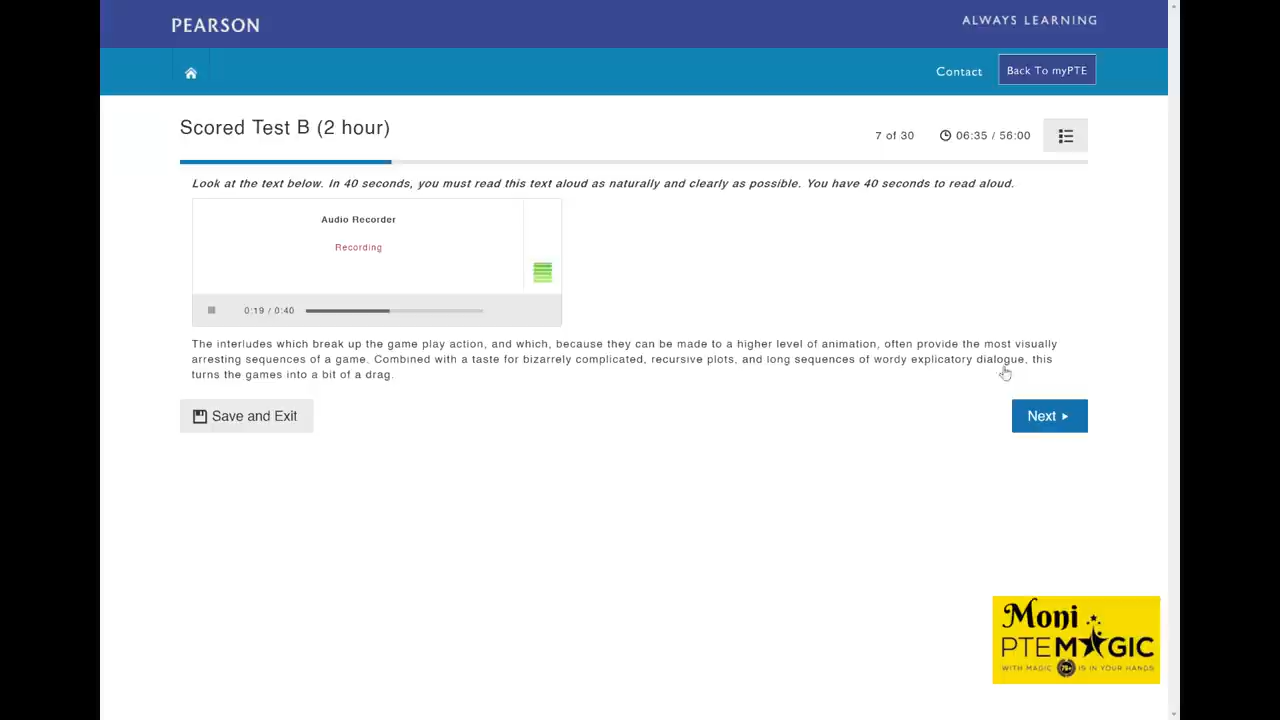 PEARSON
ALWAYS LEARNING
Contact
Back To myPTE
Scored Test B (2 hour)
7 of 30
06:35 / 56:00
Look at the text below. In 40 seconds, you must read this text aloud as naturally and clearly as possible. You have 40 seconds to read aloud.
Audio Recorder
Recording
0:19 / 0:40
The interludes which break up the game play action, and which, because they can be made to a higher level of animation, often provide the most visually
arresting sequences of a game. Combined with a taste for bizarrely complicated, recursive plots, and long sequences of wordy explicatory dialogue, this
turns the games into a bit of a drag.
Save and Exit
Next
Moni
PTEMAGIC
WITH MAGIC 79+ IS IN YOUR HANDS